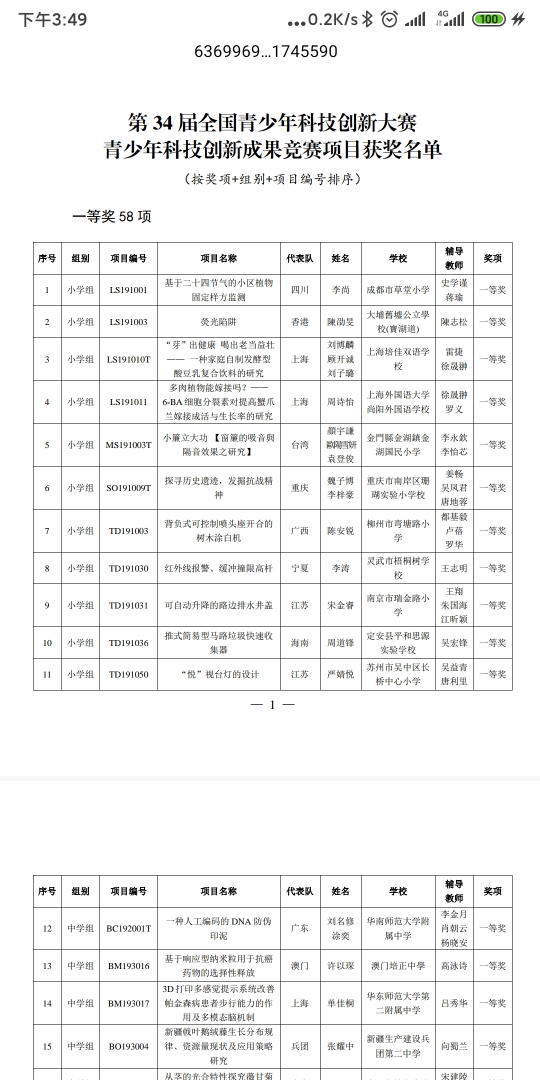 下午3:49
...0.2K/s
4G
100
6369969...1745590
第 34 届全国青少年科技创新大赛
青少年科技创新成果竞赛项目获奖名单
（按奖项+组别+项目编号排序）
一等奖 58 项
序号 组别 项目编号 项目名称 代表队 姓名 学校 辅导教师 奖项
1 小学组 LS191001 基于二十四节气的小区植物固定样方监测 四川 李尚 成都市草堂小学 史学谨 蒋瑜 一等奖
2 小学组 LS191003 荧光陷阱 香港 陳泐旻 大埔舊墟公立學校(寶湖道) 陳志松 一等奖
3 小学组 LS191010T “芽”出健康 喝出老当益壮 —— 一种家庭自制发酵型酸豆乳复合饮料的研究 上海 刘博麟 顾开诚 刘子璐 上海培佳双语学校 雷捷 徐晟翀 一等奖
4 小学组 LS191011 多肉植物能嫁接吗？——6-BA 细胞分裂素对提高蟹爪兰嫁接成活与生长率的研究 上海 周诗怡 上海外国语大学尚阳外国语学校 徐晟翀 罗义 一等奖
5 小学组 MS191003T 小簾立大功 【窗簾的吸音與隔音效果之研究】 台湾 顏宇謙 歐陽雪妍 袁登俊 金門縣金湖鎮金湖国民小学 李永欽 李怡芯 一等奖
6 小学组 SO191009T 探寻历史遗迹，发掘抗战精神 重庆 魏子博 李梓豪 重庆市南岸区珊瑚实验小学校 姜畅 吴凤君 唐地蓉 一等奖
7 小学组 TD191003 背负式可控制喷头座开合的树木涂白机 广西 陈安锐 柳州市弯塘路小学 都基毅 卢蓓 罗华 一等奖
8 小学组 TD191030 红外线报警、缓冲撞限高杆 宁夏 李涛 灵武市梧桐树学校 王志明 一等奖
9 小学组 TD191031 可自动升降的路边排水井盖 江苏 宋金睿 南京市瑞金路小学 王翔 朱国海 江昕颖 一等奖
10 小学组 TD191036 推式简易型马路垃圾快速收集器 海南 周道锋 定安县平和思源实验学校 吴宏锋 一等奖
11 小学组 TD191050 “悦”视台灯的设计 江苏 严婧悦 苏州市吴中区长桥中心小学 吴益青 唐利里 一等奖
— 1 —
序号 组别 项目编号 项目名称 代表队 姓名 学校 辅导教师 奖项
12 中学组 BC192001T 一种人工编码的 DNA 防伪印泥 广东 刘名修 涂奕 华南师范大学附属中学 李金月 肖朝云 杨晓安 一等奖
13 中学组 BM193016 基于响应型纳米粒用于抗癌药物的选择性释放 澳门 许以琛 澳门培正中學 高泳诗 一等奖
14 中学组 BM193017 3D 打印多感觉提示系统改善帕金森病患者步行能力的作用及多模态脑机制 上海 单佳桐 华东师范大学第二附属中学 吕秀华 一等奖
15 中学组 BO193004 新疆戟叶鹅绒藤生长分布规律、资源量现状及应用策略研究 兵团 张耀中 新疆生产建设兵团第二中学 向蜀兰 一等奖
从茎的光合特性探究薇甘菊 宋建陵